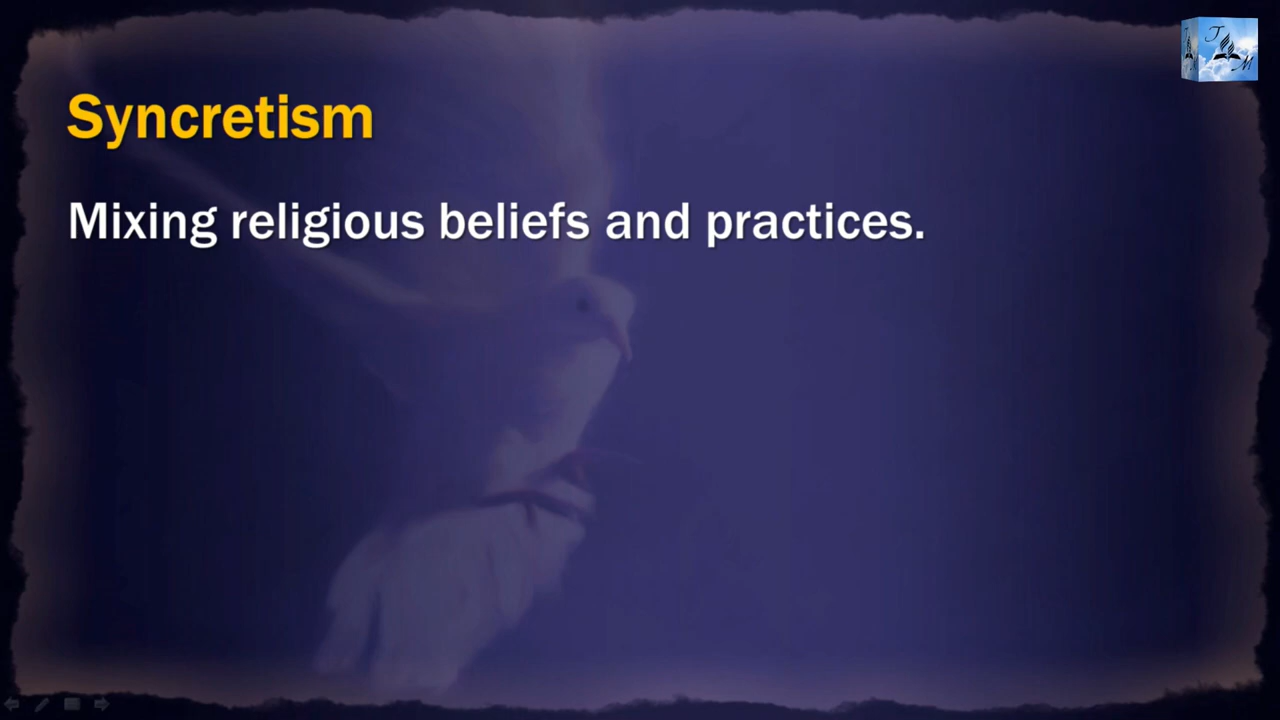 Syncretism
Mixing religious beliefs and practices.
J
M